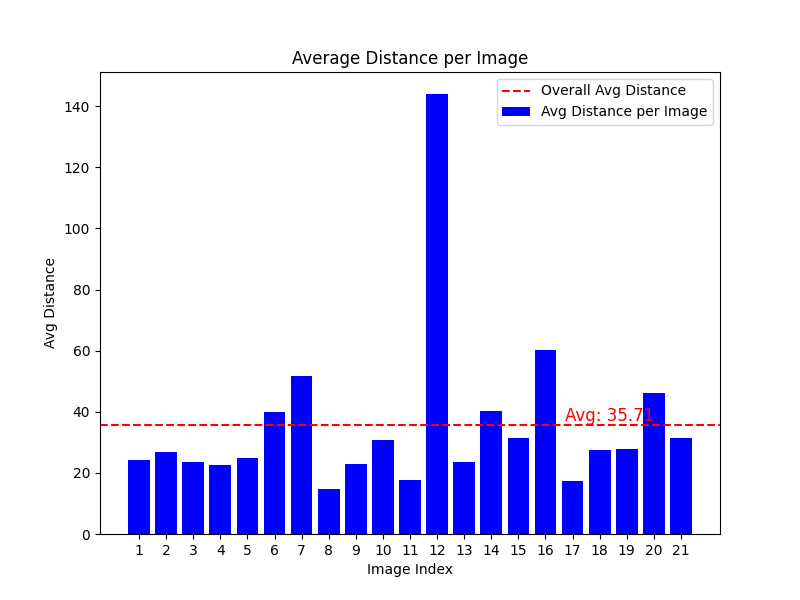 Average Distance per Image
Overall Avg Distance
Avg Distance per Image
140
120
100
80
60
40
20
0
Avg Distance
Avg: 35.71
1 2 3 4 5 6 7 8 9 10 11 12 13 14 15 16 17 18 19 20 21
Image Index